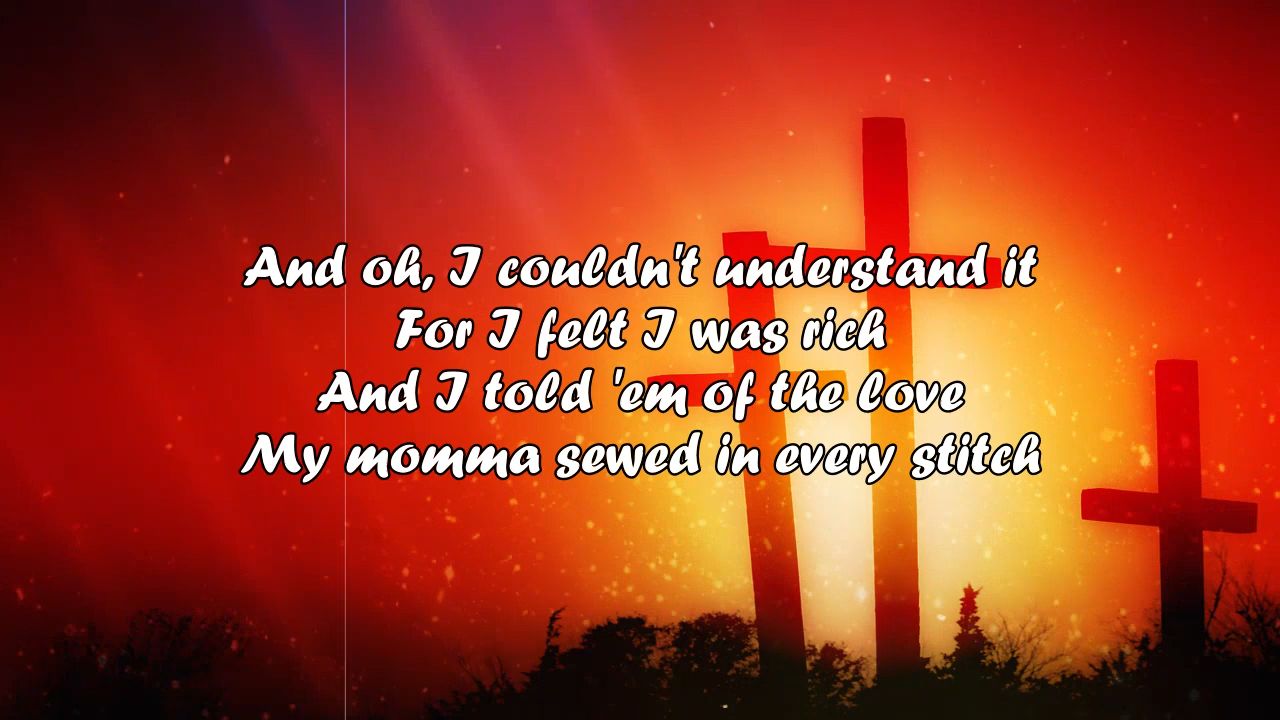 And oh, I couldn't understand it
For I felt I was rich
And I told 'em of the love
My momma sewed in every stitch